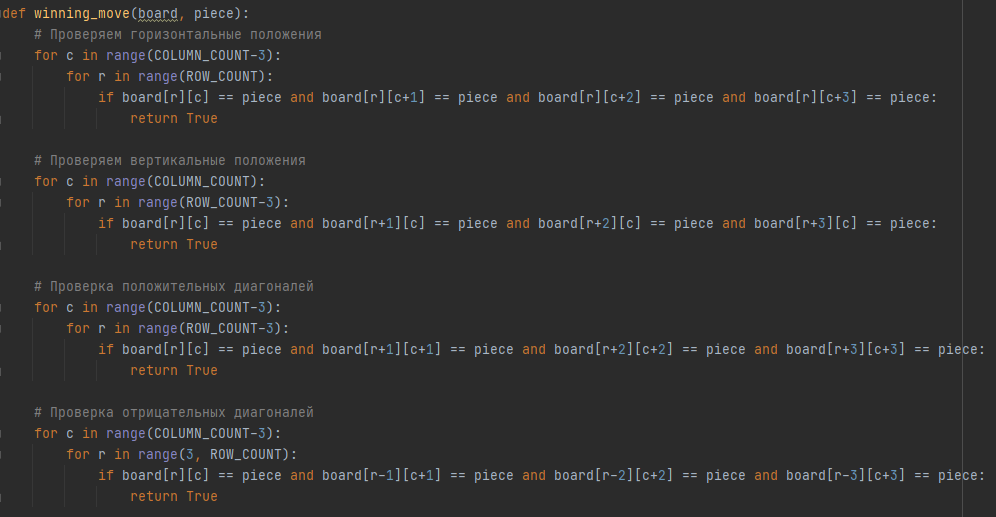 def winning_move(board, piece):
    # Проверяем горизонтальные положения
    for c in range(COLUMN_COUNT-3):
        for r in range(ROW_COUNT):
            if board[r][c] == piece and board[r][c+1] == piece and board[r][c+2] == piece and board[r][c+3] == piece:
                return True
    # Проверяем вертикальные положения
    for c in range(COLUMN_COUNT):
        for r in range(ROW_COUNT-3):
            if board[r][c] == piece and board[r+1][c] == piece and board[r+2][c] == piece and board[r+3][c] == piece:
                return True
    # Проверка положительных диагоналей
    for c in range(COLUMN_COUNT-3):
        for r in range(ROW_COUNT-3):
            if board[r][c] == piece and board[r+1][c+1] == piece and board[r+2][c+2] == piece and board[r+3][c+3] == piece:
                return True
    # Проверка отрицательных диагоналей
    for c in range(COLUMN_COUNT-3):
        for r in range(3, ROW_COUNT):
            if board[r][c] == piece and board[r-1][c+1] == piece and board[r-2][c+2] == piece and board[r-3][c+3] == piece:
                return True